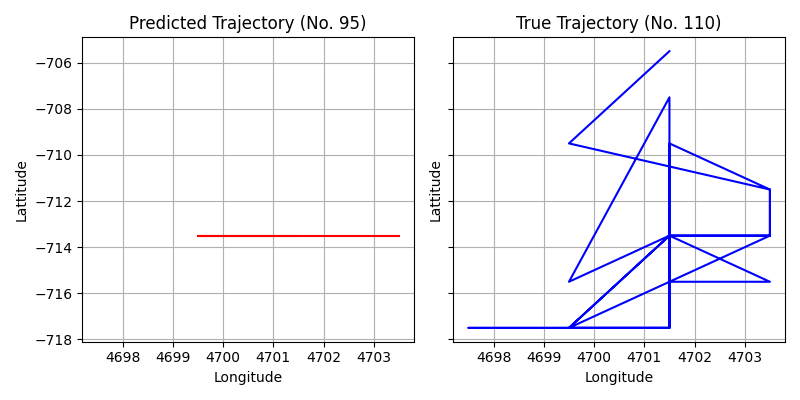 Predicted Trajectory (No. 95)
True Trajectory (No. 110)
Lattitude
−706
−708
−710
−712
−714
−716
−718
4698 4699 4700 4701 4702 4703
Longitude
Lattitude
4698 4699 4700 4701 4702 4703
Longitude